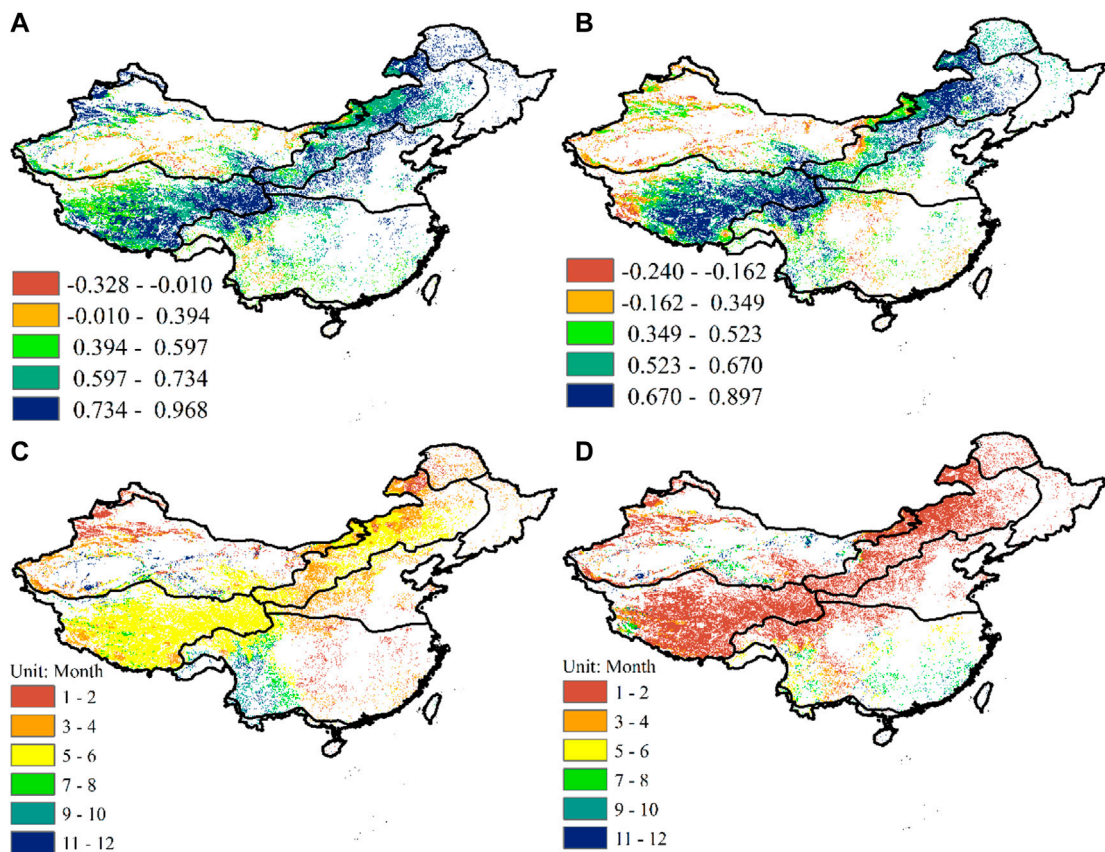 A
B
-0.328 - -0.010
-0.010 - 0.394
0.394 - 0.597
0.597 - 0.734
0.734 - 0.968
-0.240 - -0.162
-0.162 - 0.349
0.349 - 0.523
0.523 - 0.670
0.670 - 0.897
C
D
Unit: Month
1 - 2
3 - 4
5 - 6
7 - 8
9 - 10
11 - 12
Unit: Month
1 - 2
3 - 4
5 - 6
7 - 8
9 - 10
11 - 12